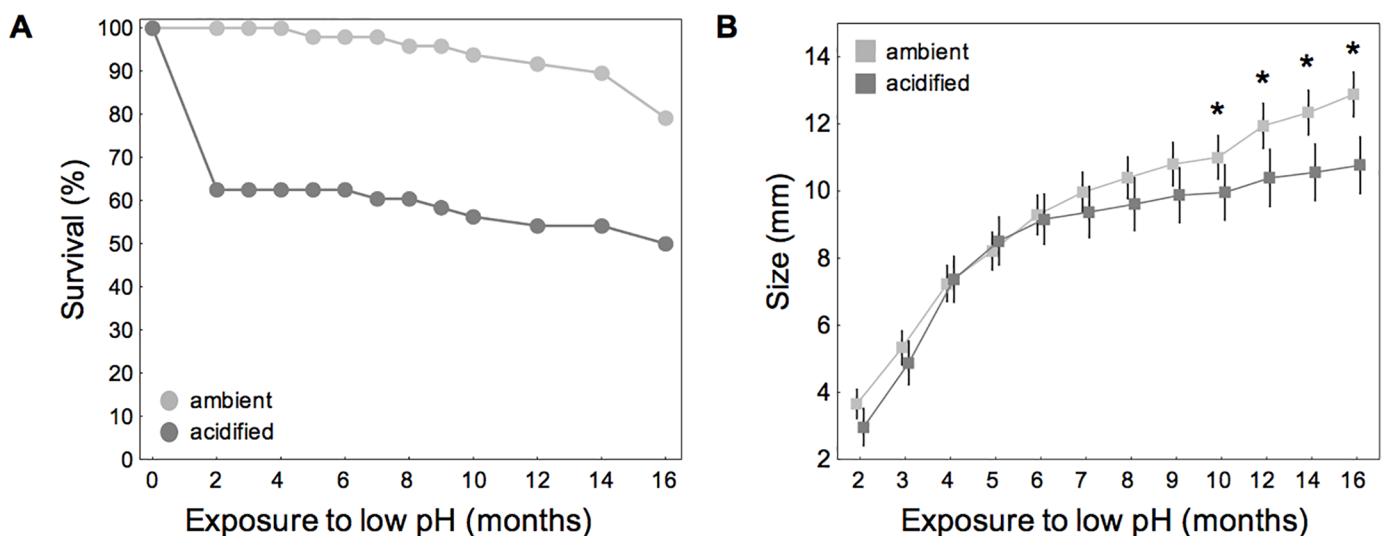 A
100
90
80
70
60
50
40
30
20
10
0
Survival (%)
ambient
acidified
0 2 4 6 8 10 12 14 16
Exposure to low pH (months)
B
ambient
acidified
* * * *
14
12
10
8
6
4
2
Size (mm)
2 3 4 5 6 7 8 9 10 12 14 16
Exposure to low pH (months)